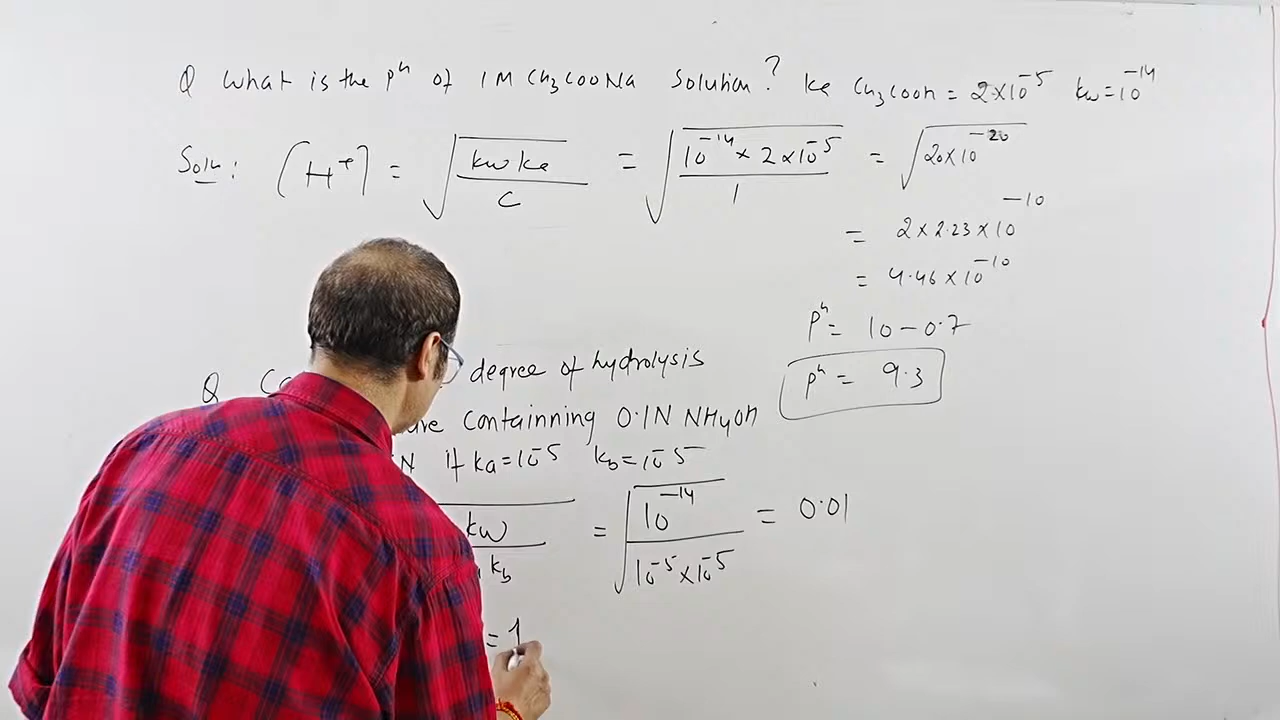 Q What is the pH of 1M CH3COONa Solution? ka CH3COOH = 2×10^-5 kw=10^-14
Soln: [H+] = √(kw ka / C) = √(10^-14 × 2×10^-5 / 1) = √(20×10^-20)
= 2×2.23×10^-10
= 4.46×10^-10
pH = 10-0.7
pH = 9.3
Q degree of hydrolysis
containning 0.1N NH4OH
N if ka=10^-5 kb=10^-5
kw / kb = √(10^-14 / 10^-5×10^-5) = 0.01
= 1